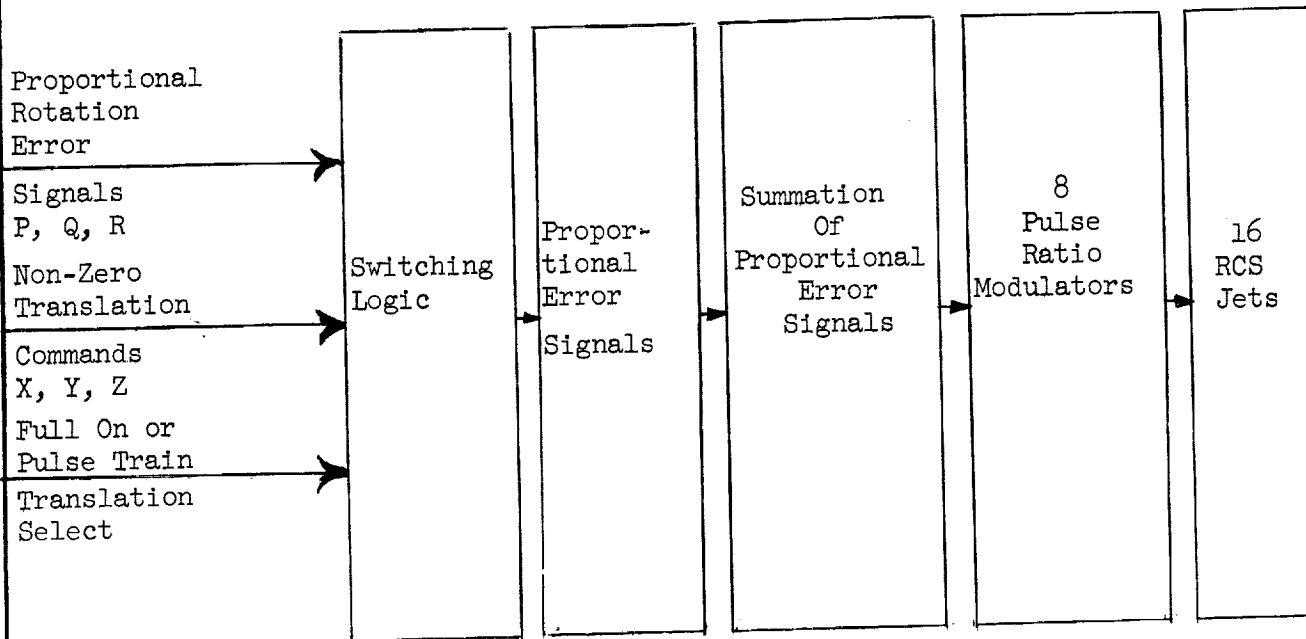 Proportional
Rotation
Error
Signals
P, Q, R
Non-Zero
Translation
Commands
X, Y, Z
Full On or
Pulse Train
Translation
Select
Switching
Logic
Propor-
tional
Error
Signals
Summation
Of
Proportional
Error
Signals
8
Pulse
Ratio
Modulators
16
RCS
Jets